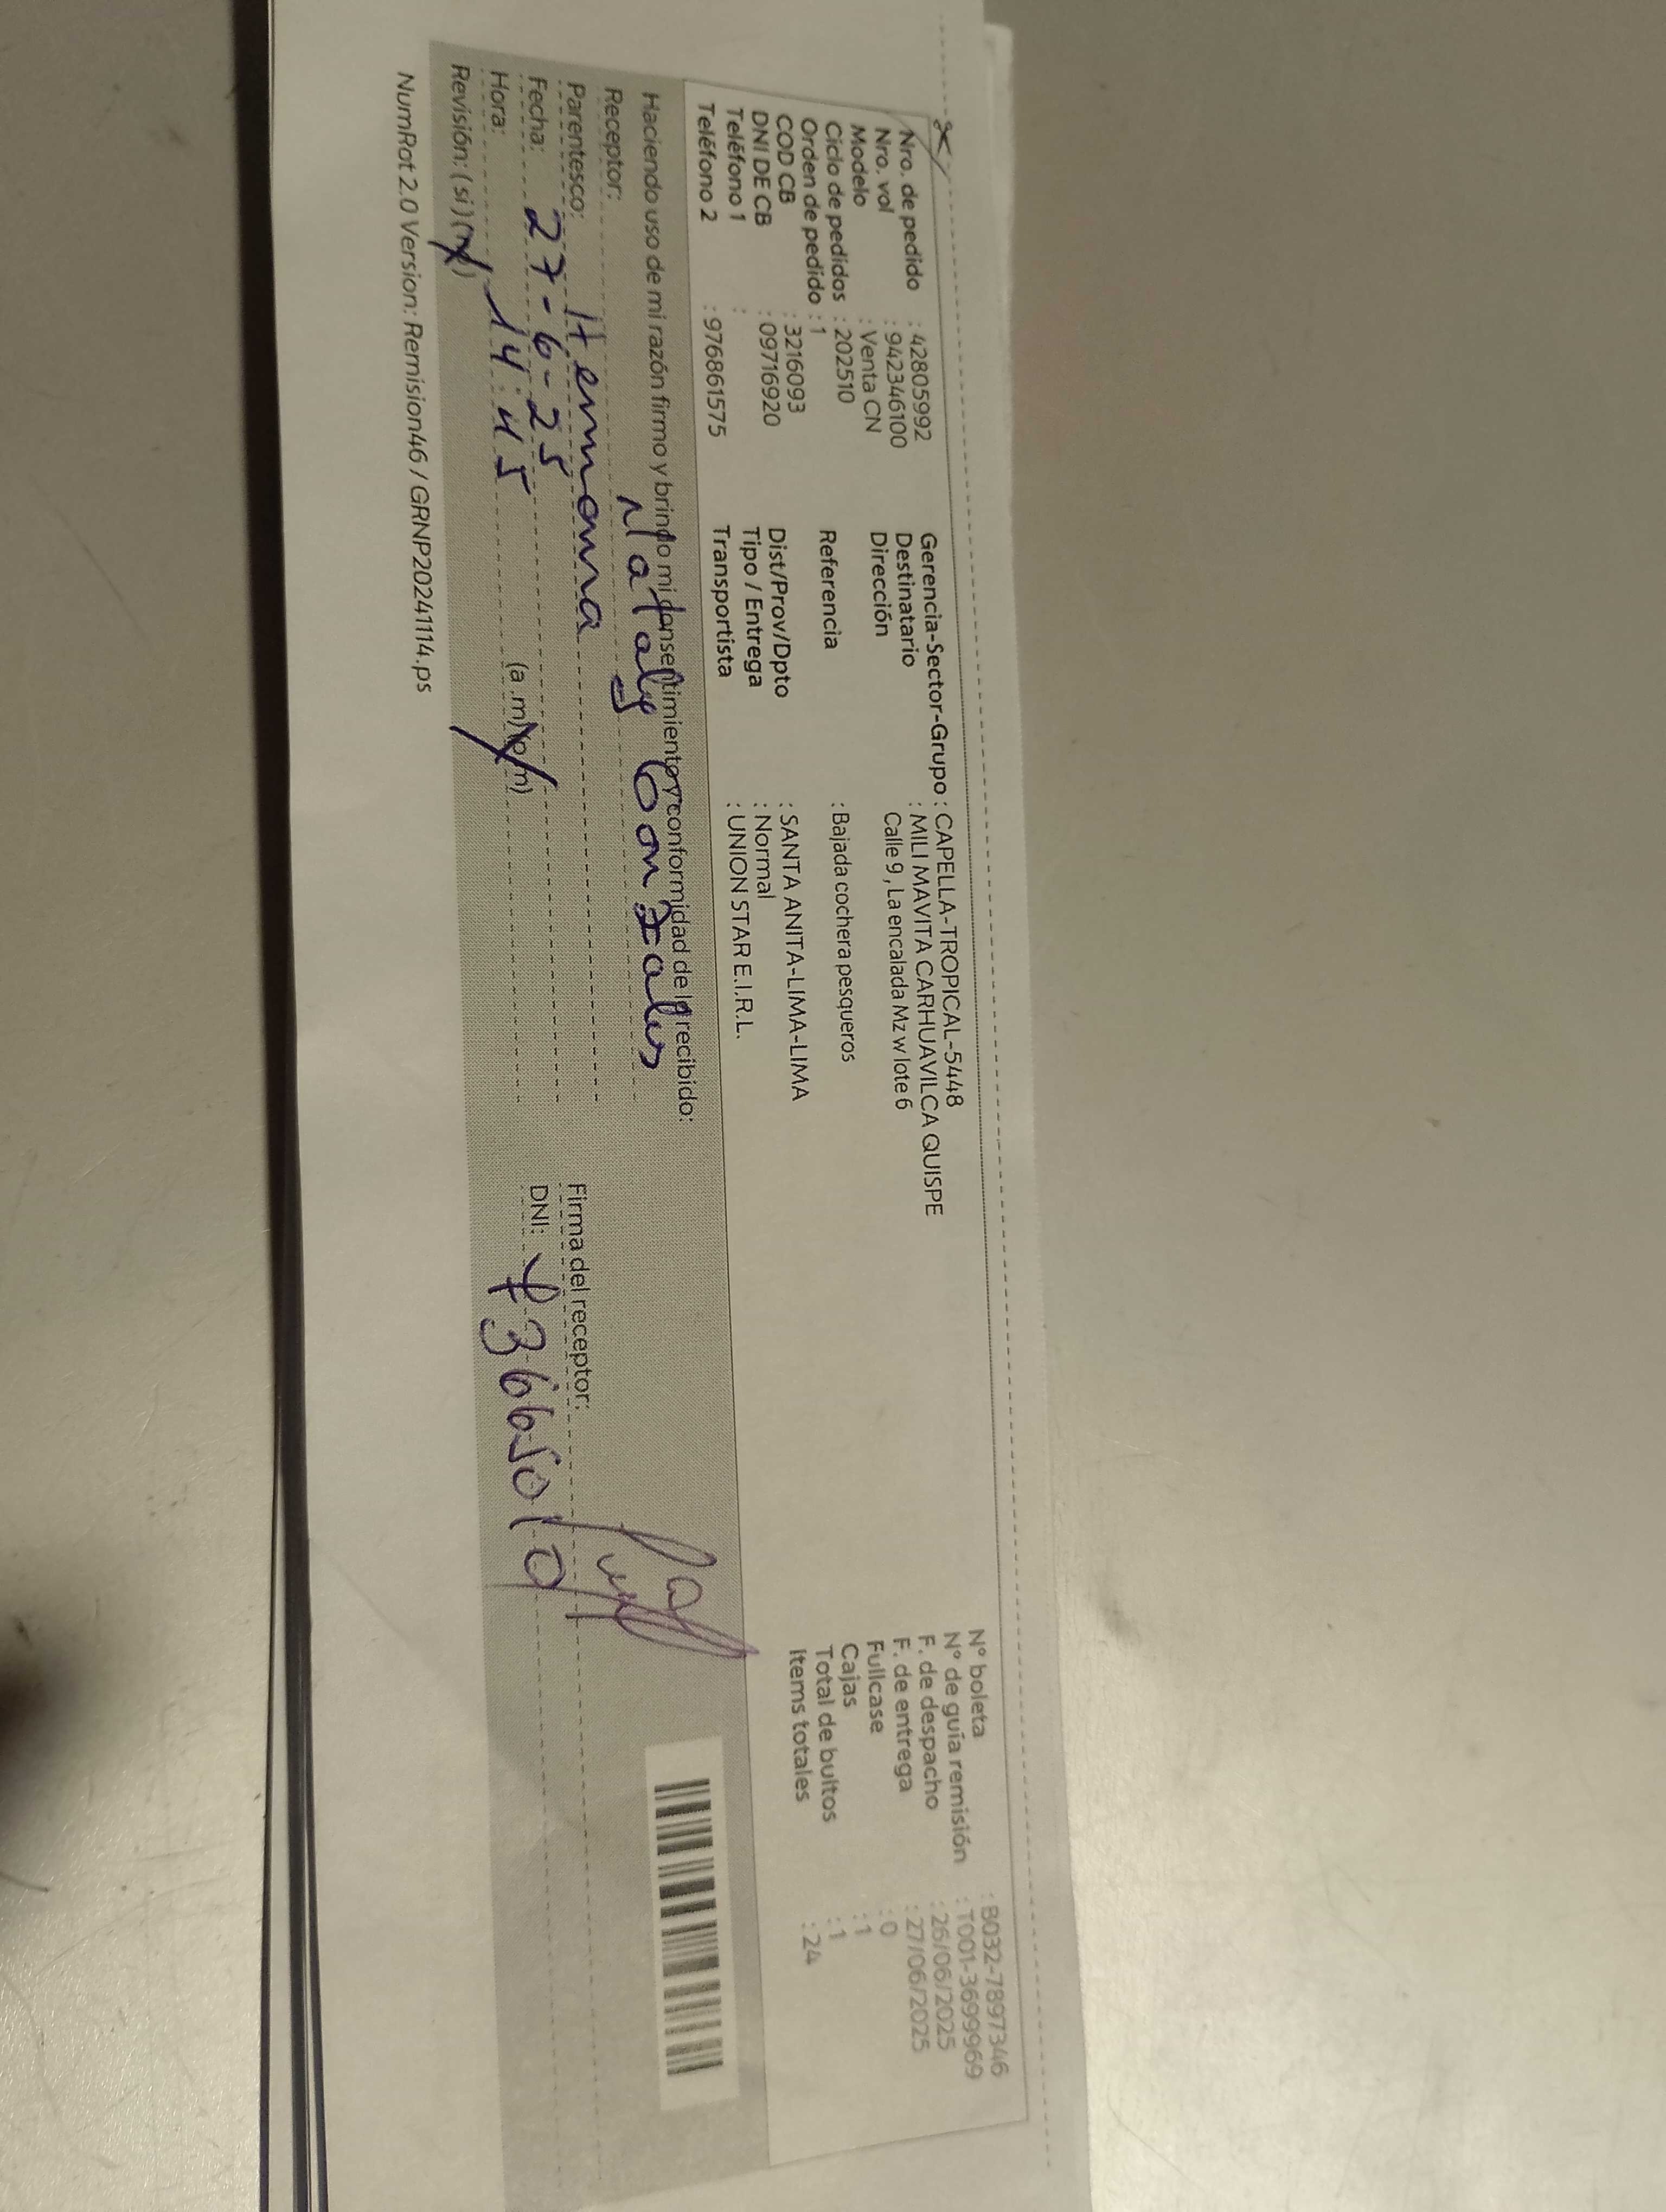 Nro. de pedido : 42805992
Nro. vol : 942346100
Modelo : Venta CN
Ciclo de pedidos : 202510
Orden de pedido : 1
COD CB : 3216093
DNI DE CB : 09716920
Teléfono 1 :
Teléfono 2 : 976861575
Gerencia-Sector-Grupo : CAPELLA-TROPICAL-5448
Destinatario : MILI MAVITA CARHUAVILCA QUISPE
Dirección : Calle 9 , La encalada Mz w lote 6
Referencia : Bajada cochera pesqueros
Dist/Prov/Dpto : SANTA ANITA-LIMA-LIMA
Tipo / Entrega : Normal
Transportista : UNION STAR E.I.R.L.
N° boleta : B032-7897346
N° de guía remisión : T001-3699969
F. de despacho : 26/06/2025
F. de entrega : 27/06/2025
Fullcase : 0
Cajas : 1
Total de bultos : 1
Items totales : 24
Haciendo uso de mi razón firmo y brindo mi consentimiento y conformidad de lo recibido:
Receptor: Nataly Gonzales
Parentesco: Hermana
Fecha: 27-6-25
Hora: 14:45 (a.m) (p.m)
Revisión: (si) (no)
Firma del receptor:
DNI: 73665010
NumRot 2.0 Version: Remision46 / GRNP20241114.ps